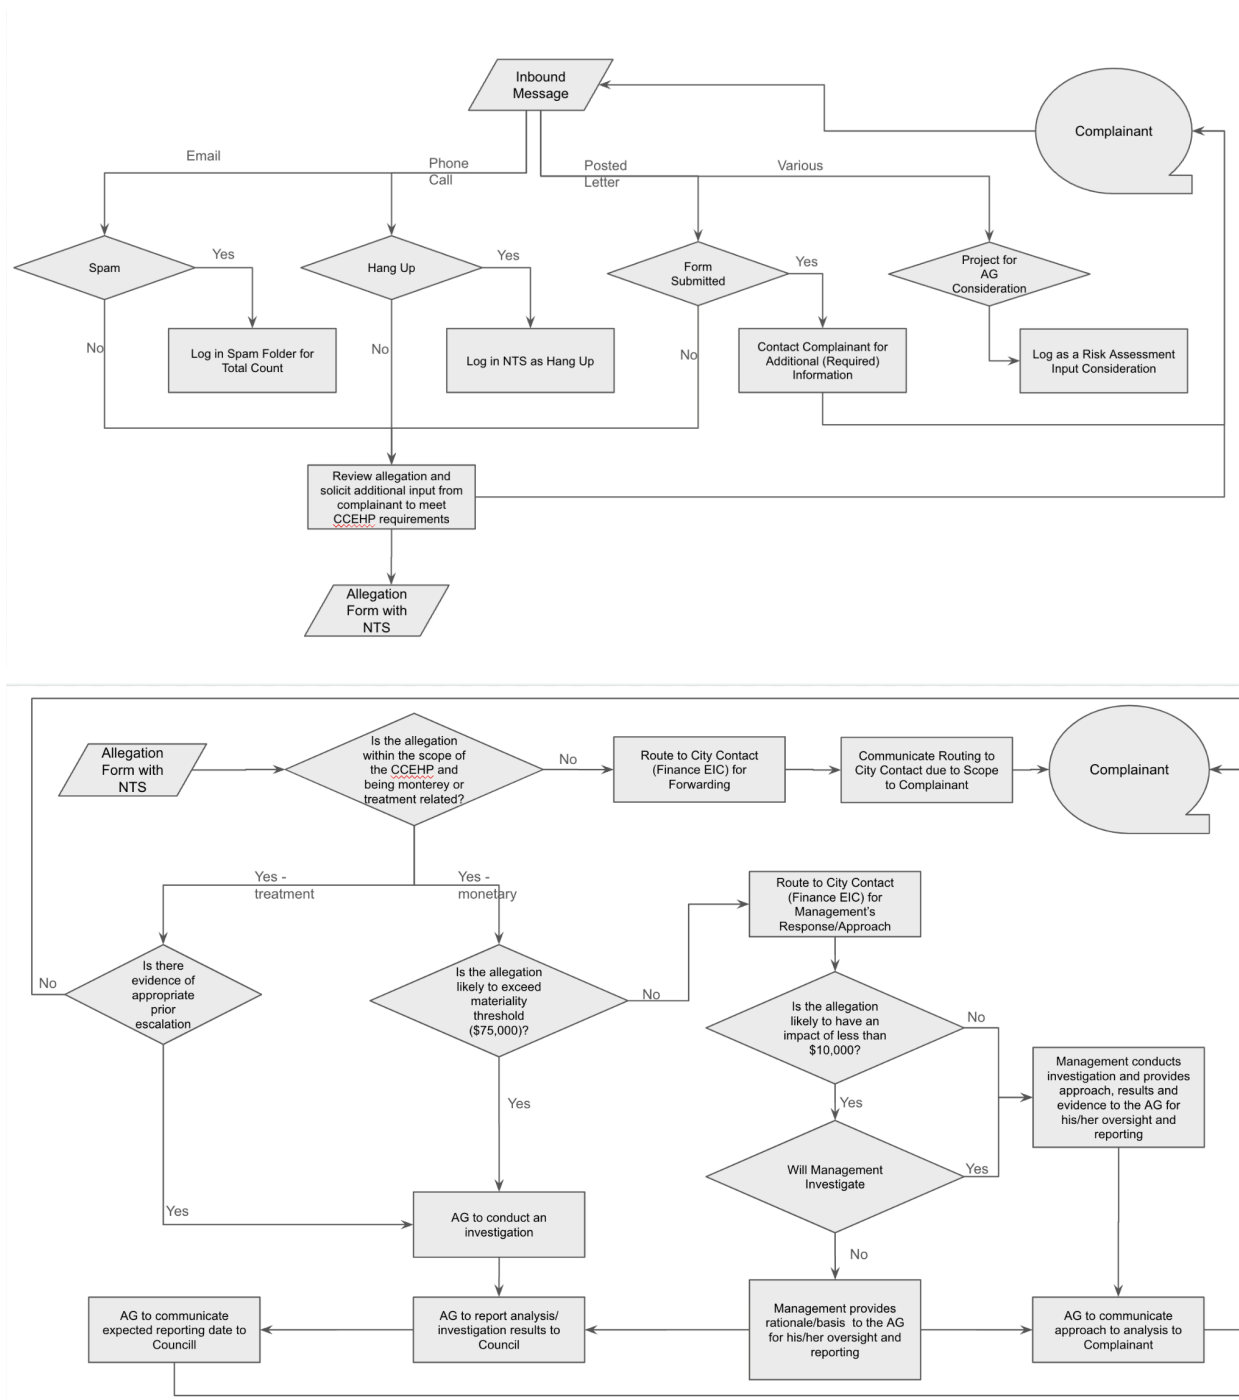 Inbound
Message
Complainant
Email
Phone
Call
Posted
Letter
Various
Spam
Yes
Hang Up
Yes
Form
Submitted
Yes
Project for
AG
Consideration
No
Log in Spam Folder for
Total Count
No
Log in NTS as Hang Up
No
Contact Complainant for
Additional (Required)
Information
Log as a Risk Assessment
Input Consideration
Review allegation and
solicit additional input from
complainant to meet
CCEHP requirements
Allegation
Form with
NTS
Allegation
Form with
NTS
Is the allegation
within the scope of
the CCEHP and
being monterey or
treatment related?
No
Route to City Contact
(Finance EIC) for
Forwarding
Communicate Routing to
City Contact due to Scope
to Complainant
Complainant
Yes -
treatment
Yes -
monetary
Route to City Contact
(Finance EIC) for
Management's
Response/Approach
No
Is there
evidence of
appropriate
prior
escalation
Is the allegation
likely to exceed
materiality
threshold
($75,000)?
No
Is the allegation
likely to have an
impact of less than
$10,000?
No
Management conducts
investigation and provides
approach, results and
evidence to the AG for
his/her oversight and
reporting
Yes
Yes
Will Management
Investigate
Yes
Yes
AG to conduct an
investigation
No
AG to communicate
expected reporting date to
Councill
AG to report analysis/
investigation results to
Council
Management provides
rationale/basis to the AG
for his/her oversight and
reporting
AG to communicate
approach to analysis to
Complainant